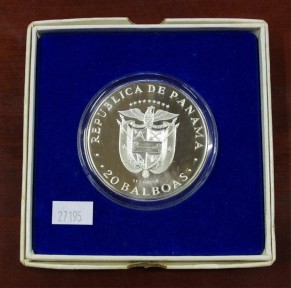 REPUBLICA DE PANAMA
· 20 BALBOAS ·
27195